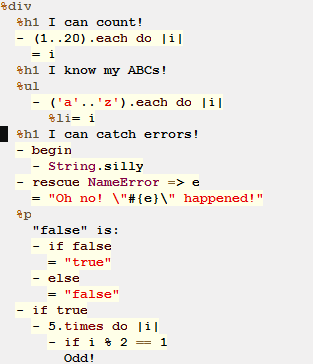 %div
  %h1 I can count!
  - (1..20).each do |i|
    = i
  %h1 I know my ABCs!
  %ul
    - ('a'..'z').each do |i|
      %li= i
  %h1 I can catch errors!
  - begin
    - String.silly
  - rescue NameError => e
    = "Oh no! \"#{e}\" happened!"
  %p
    "false" is:
    - if false
      = "true"
    - else
      = "false"
  - if true
    - 5.times do |i|
      - if i % 2 == 1
        Odd!